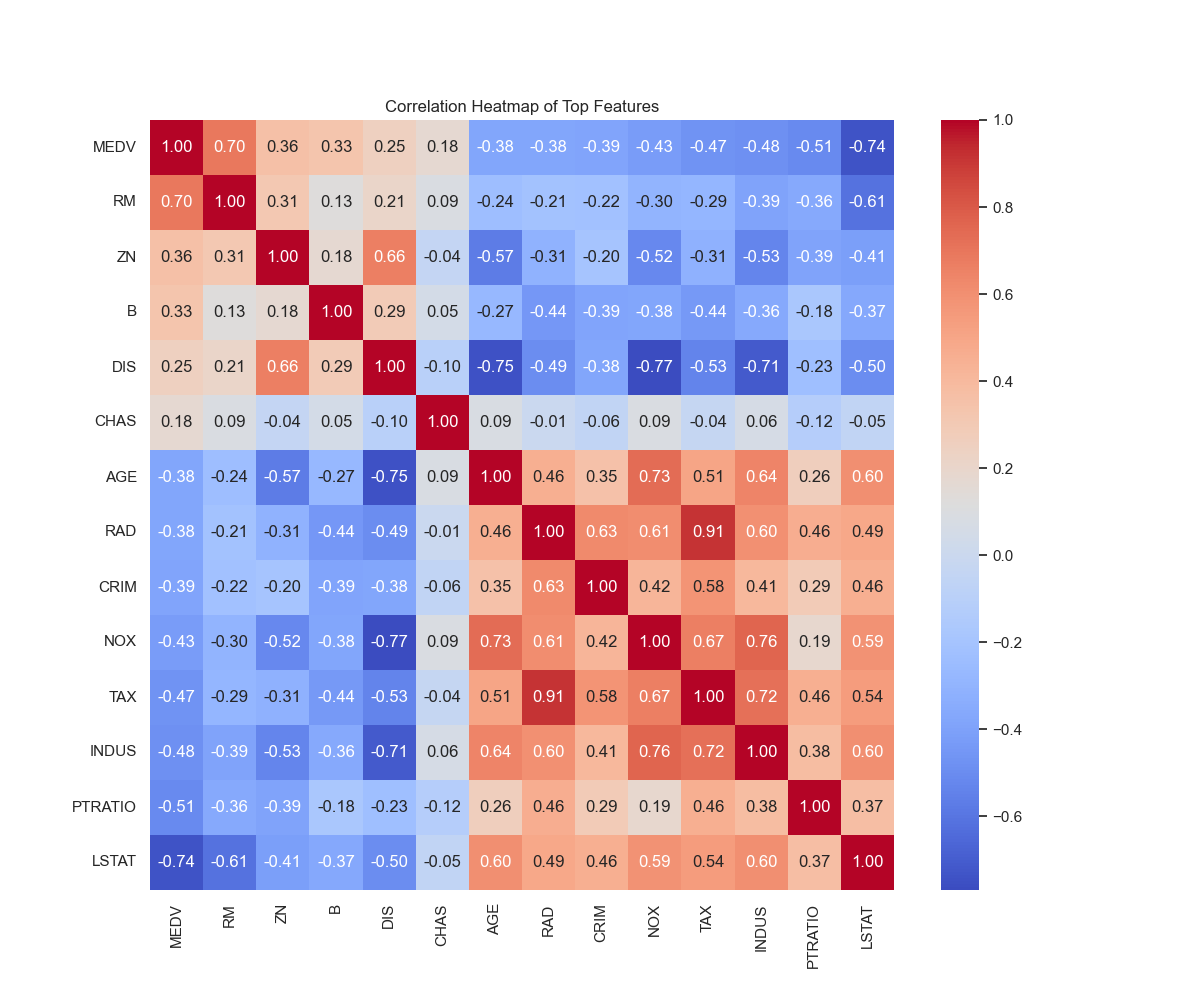 Correlation Heatmap of Top Features
MEDV 1.00 0.70 0.36 0.33 0.25 0.18 -0.38 -0.38 -0.39 -0.43 -0.47 -0.48 -0.51 -0.74
RM 0.70 1.00 0.31 0.13 0.21 0.09 -0.24 -0.21 -0.22 -0.30 -0.29 -0.39 -0.36 -0.61
ZN 0.36 0.31 1.00 0.18 0.66 -0.04 -0.57 -0.31 -0.20 -0.52 -0.31 -0.53 -0.39 -0.41
B 0.33 0.13 0.18 1.00 0.29 0.05 -0.27 -0.44 -0.39 -0.38 -0.44 -0.36 -0.18 -0.37
DIS 0.25 0.21 0.66 0.29 1.00 -0.10 -0.75 -0.49 -0.38 -0.77 -0.53 -0.71 -0.23 -0.50
CHAS 0.18 0.09 -0.04 0.05 -0.10 1.00 0.09 -0.01 -0.06 0.09 -0.04 0.06 -0.12 -0.05
AGE -0.38 -0.24 -0.57 -0.27 -0.75 0.09 1.00 0.46 0.35 0.73 0.51 0.64 0.26 0.60
RAD -0.38 -0.21 -0.31 -0.44 -0.49 -0.01 0.46 1.00 0.63 0.61 0.91 0.60 0.46 0.49
CRIM -0.39 -0.22 -0.20 -0.39 -0.38 -0.06 0.35 0.63 1.00 0.42 0.58 0.41 0.29 0.46
NOX -0.43 -0.30 -0.52 -0.38 -0.77 0.09 0.73 0.61 0.42 1.00 0.67 0.76 0.19 0.59
TAX -0.47 -0.29 -0.31 -0.44 -0.53 -0.04 0.51 0.91 0.58 0.67 1.00 0.72 0.46 0.54
INDUS -0.48 -0.39 -0.53 -0.36 -0.71 0.06 0.64 0.60 0.41 0.76 0.72 1.00 0.38 0.60
PTRATIO -0.51 -0.36 -0.39 -0.18 -0.23 -0.12 0.26 0.46 0.29 0.19 0.46 0.38 1.00 0.37
LSTAT -0.74 -0.61 -0.41 -0.37 -0.50 -0.05 0.60 0.49 0.46 0.59 0.54 0.60 0.37 1.00
MEDV RM ZN B DIS CHAS AGE RAD CRIM NOX TAX INDUS PTRATIO LSTAT
1.0
0.8
0.6
0.4
0.2
0.0
−0.2
−0.4
−0.6